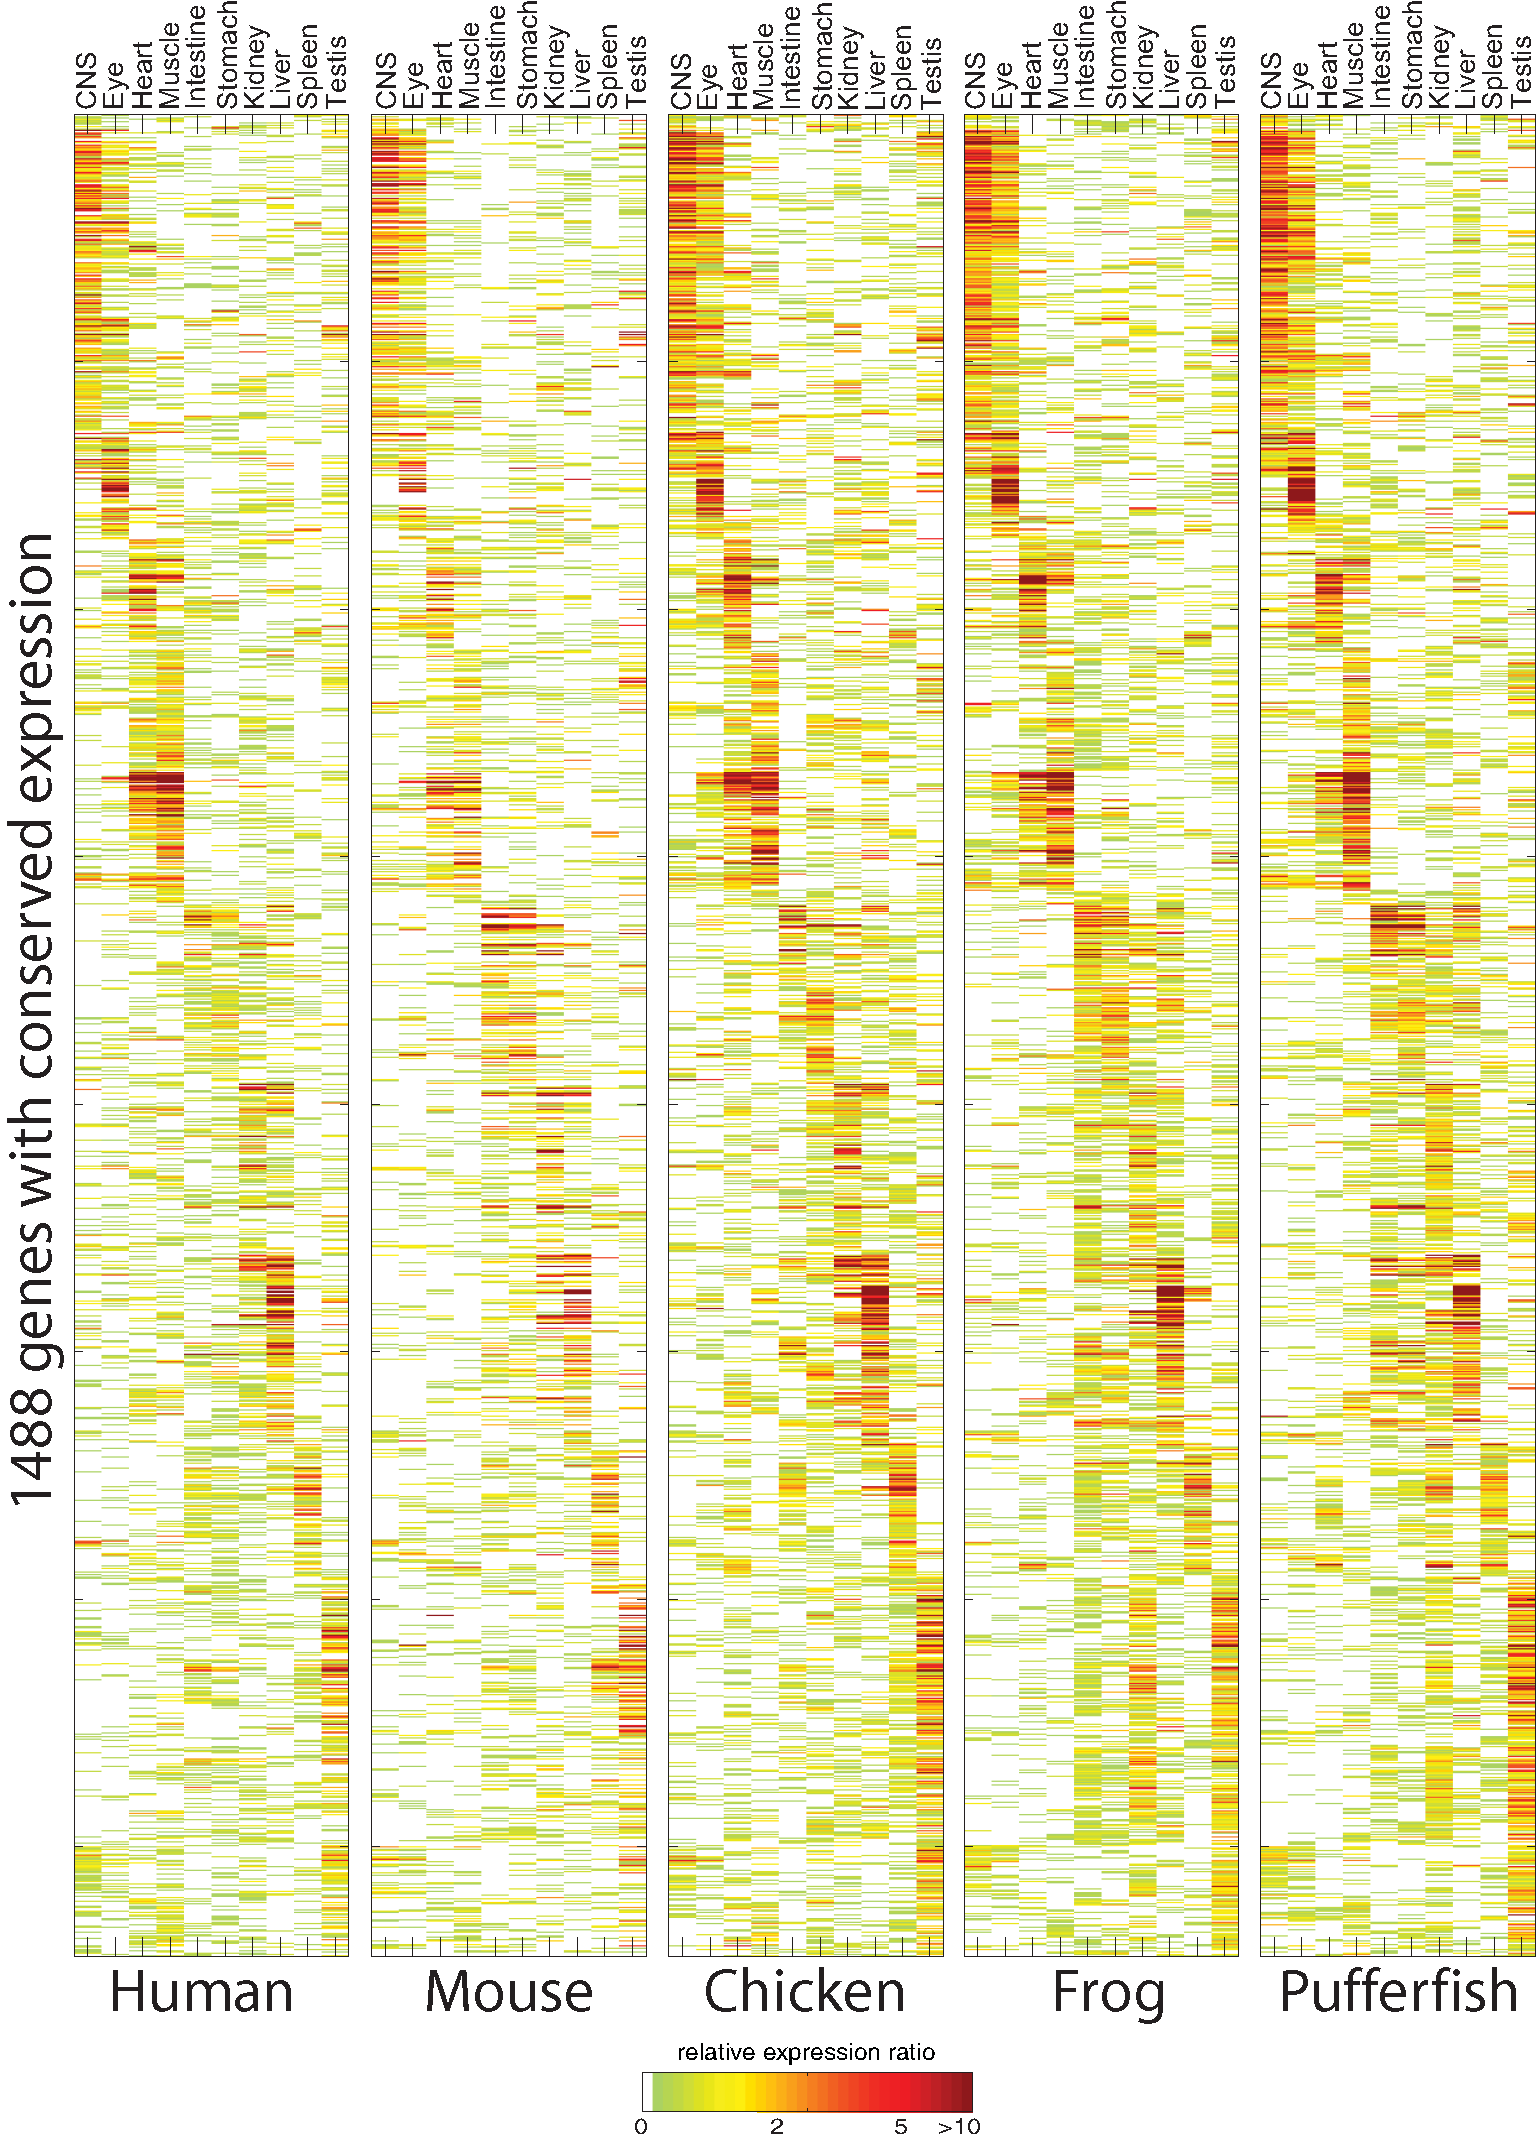 CNS
Eye
Heart
Muscle
Intestine
Stomach
Kidney
Liver
Spleen
Testis
CNS
Eye
Heart
Muscle
Intestine
Stomach
Kidney
Liver
Spleen
Testis
CNS
Eye
Heart
Muscle
Intestine
Stomach
Kidney
Liver
Spleen
Testis
CNS
Eye
Heart
Muscle
Intestine
Stomach
Kidney
Liver
Spleen
Testis
CNS
Eye
Heart
Muscle
Intestine
Stomach
Kidney
Liver
Spleen
Testis
1488 genes with conserved expression
Human Mouse Chicken Frog Pufferfish
relative expression ratio
0 2 5 >10